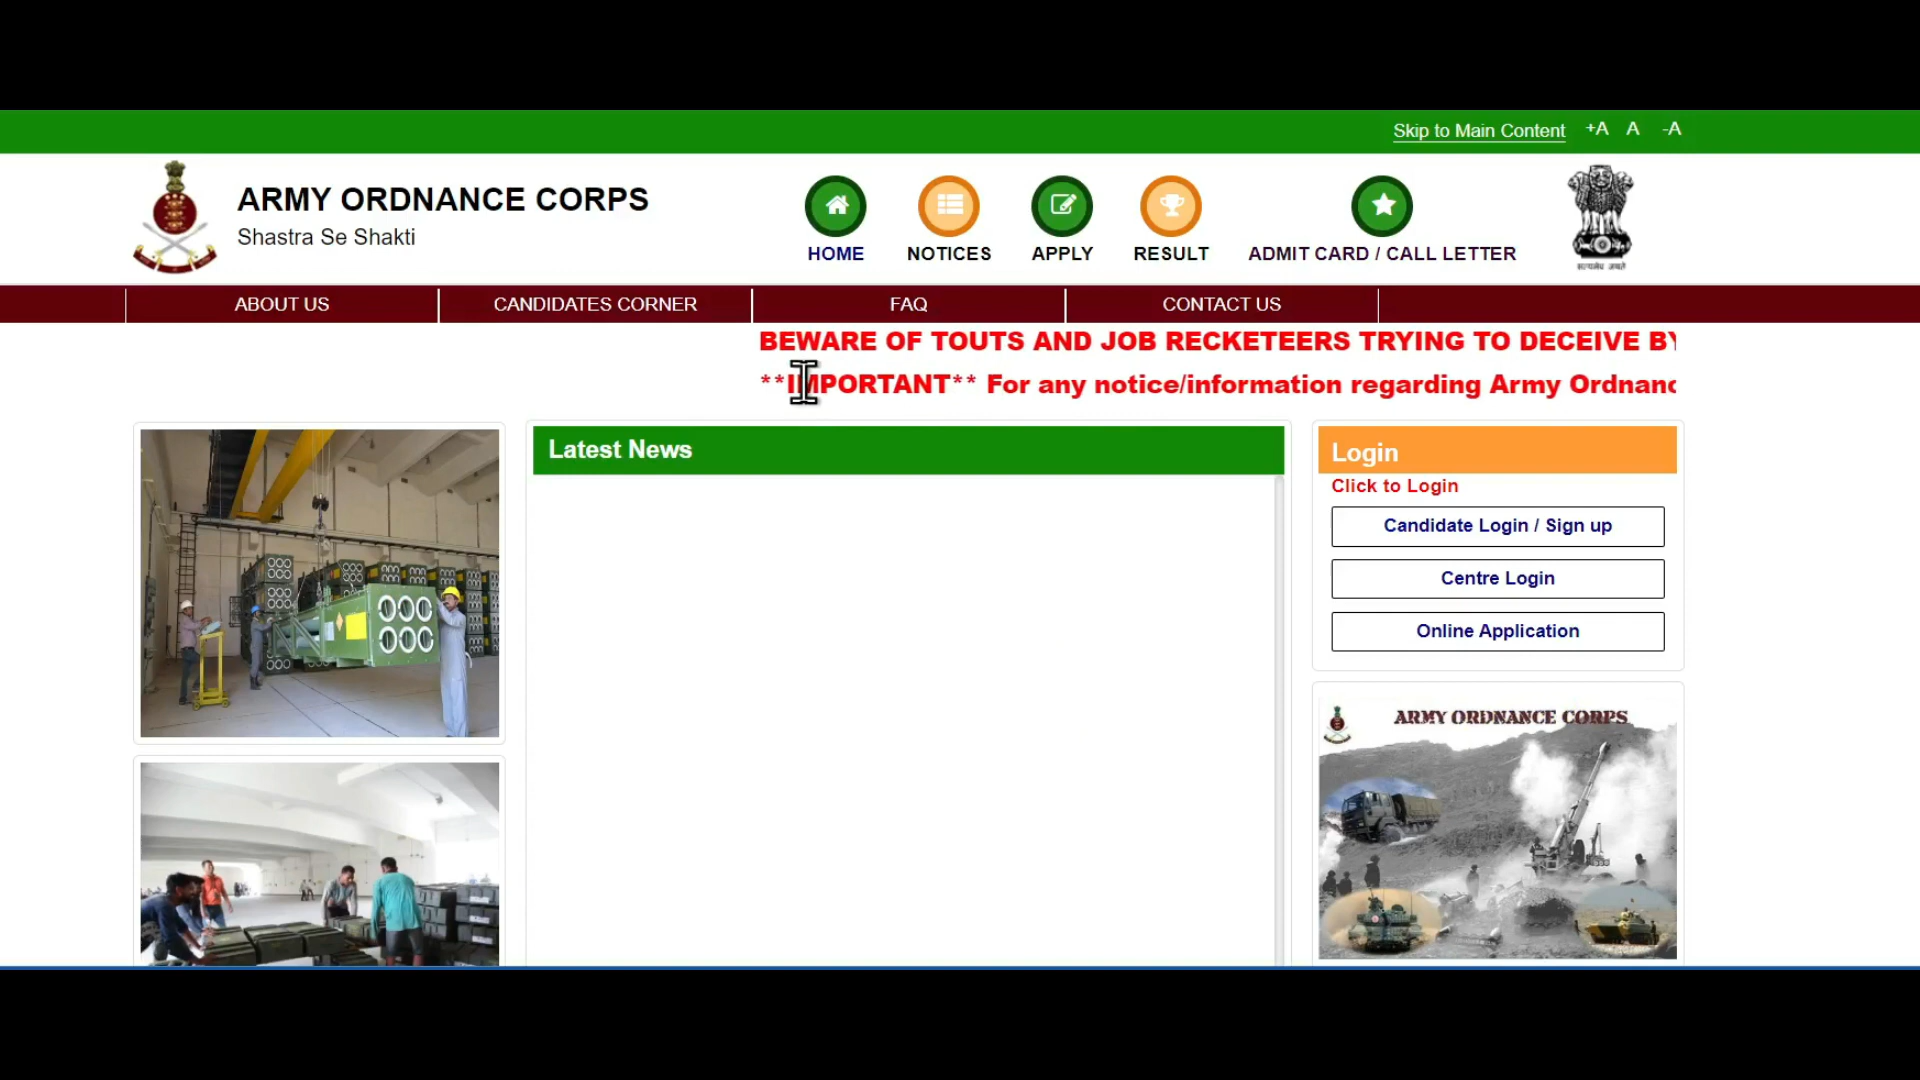 Skip to Main Content +A A -A
ARMY ORDNANCE CORPS
Shastra Se Shakti
HOME NOTICES APPLY RESULT ADMIT CARD / CALL LETTER
ABOUT US CANDIDATES CORNER FAQ CONTACT US
BEWARE OF TOUTS AND JOB RECKETEERS TRYING TO DECEIVE BY
**IMPORTANT** For any notice/information regarding Army Ordnanc
Latest News
Login
Click to Login
Candidate Login / Sign up
Centre Login
Online Application
ARMY ORDNANCE CORPS